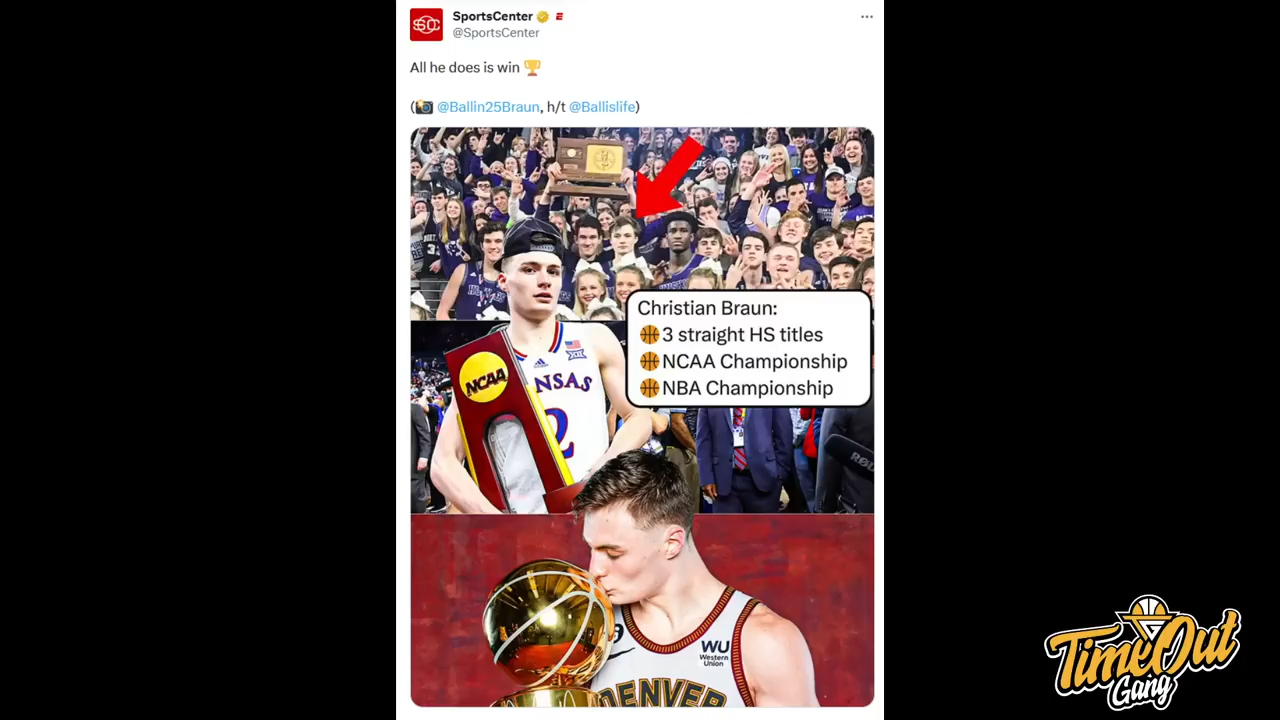 SportsCenter
@SportsCenter
All he does is win 🏆
(📸 @Ballin25Braun, h/t @Ballislife)
Christian Braun:
🏀3 straight HS titles
🏀NCAA Championship
🏀NBA Championship
NCAA
NSAS
2
WU
Western
Union
DENVER
TimeOut
Gang